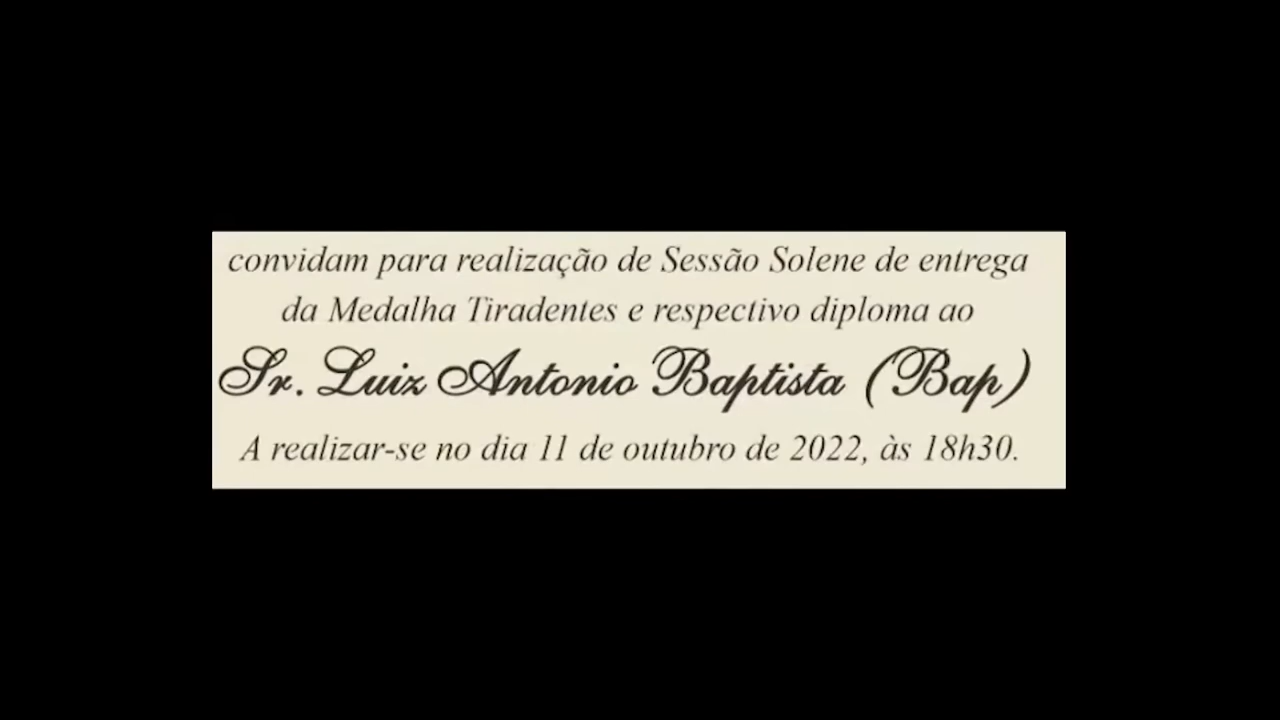 convidam para realização de Sessão Solene de entrega
da Medalha Tiradentes e respectivo diploma ao
Sr. Luiz Antonio Baptista (Bap)
A realizar-se no dia 11 de outubro de 2022, às 18h30.